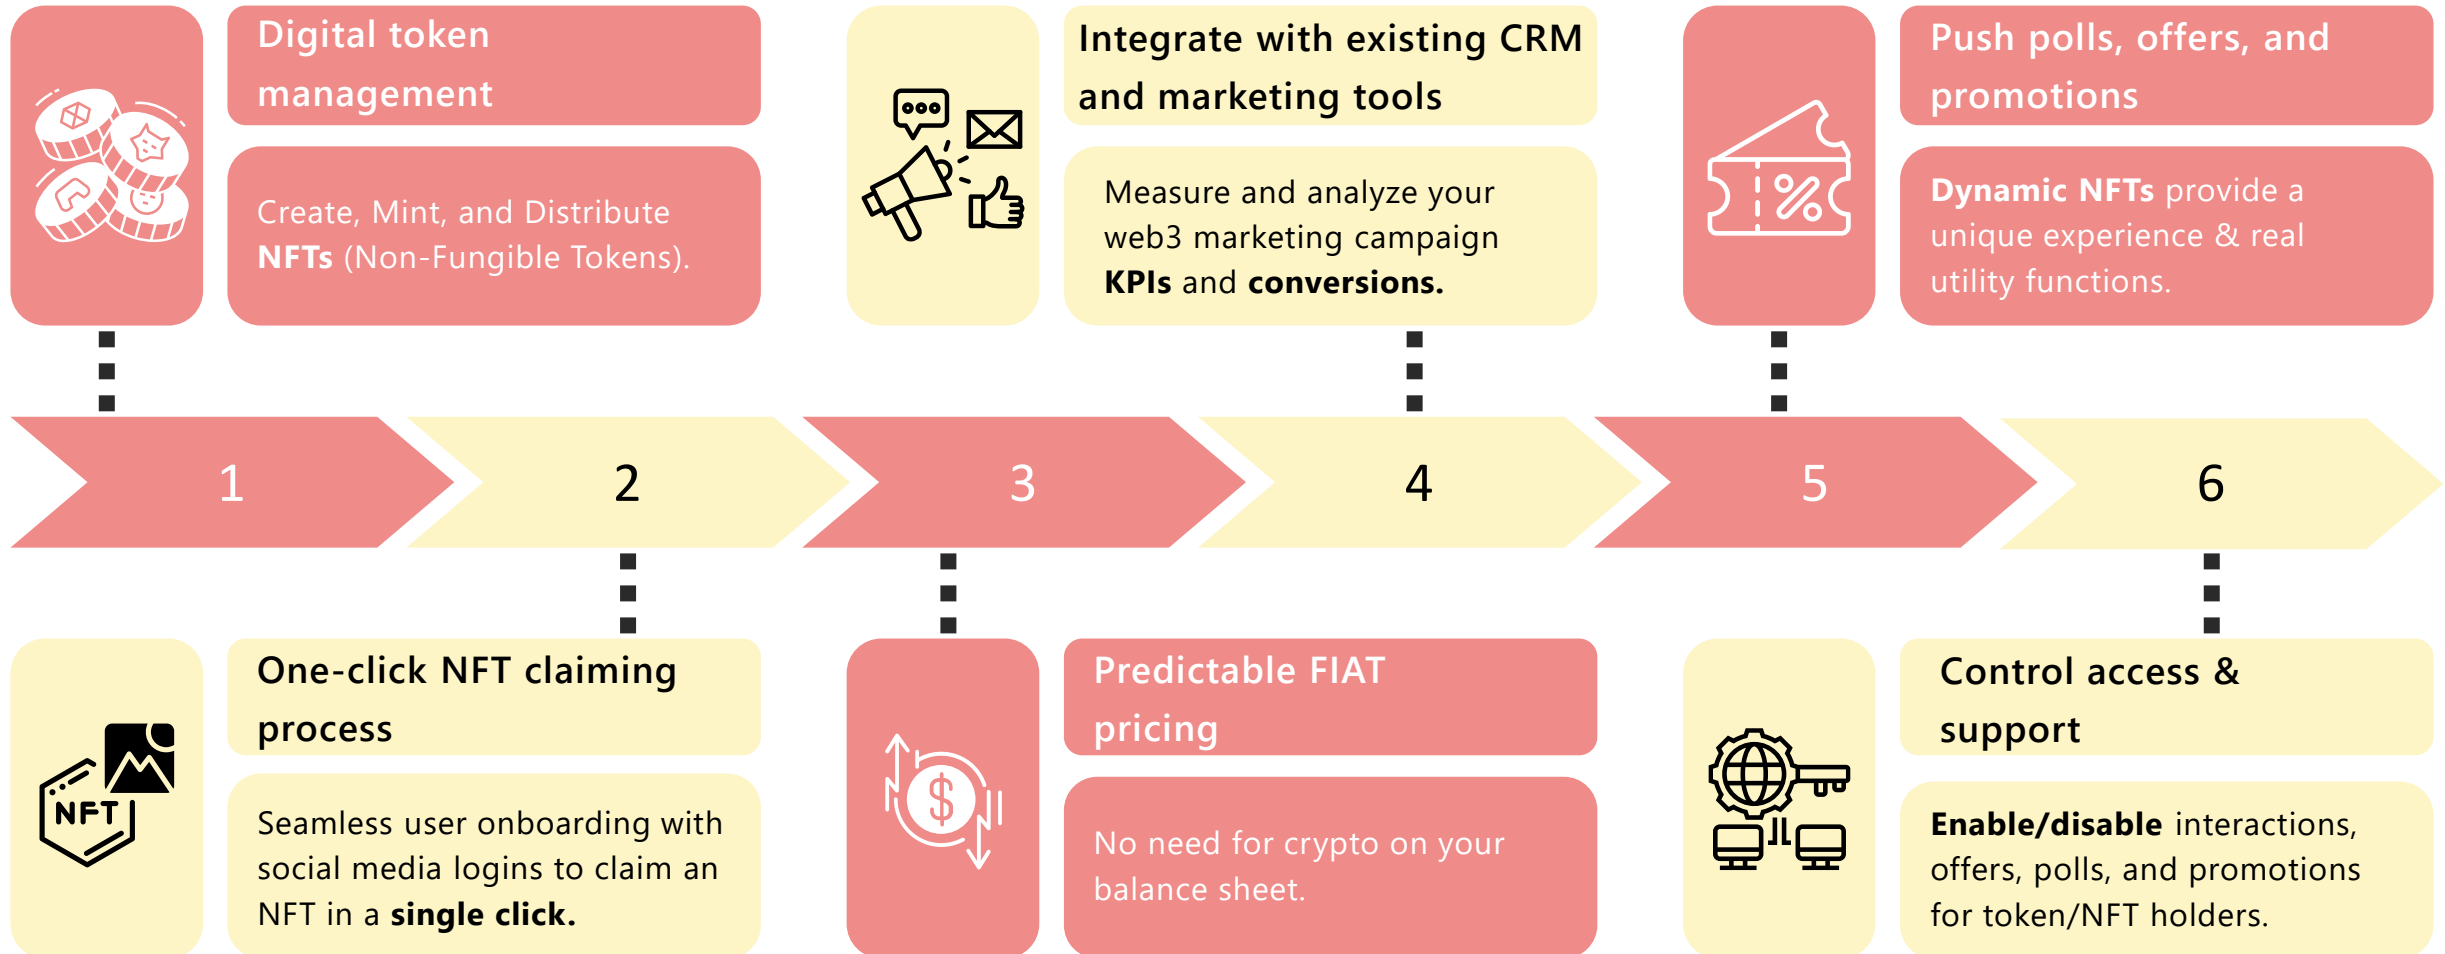 Digital token
management
Create, Mint, and Distribute
NFTs (Non-Fungible Tokens).
Integrate with existing CRM
and marketing tools
Measure and analyze your
web3 marketing campaign
KPIs and conversions.
Push polls, offers, and
promotions
Dynamic NFTs provide a
unique experience & real
utility functions.
%
1
2
3
4
5
6
One-click NFT claiming
process
NFT
Seamless user onboarding with
social media logins to claim an
NFT in a single click.
Predictable FIAT
pricing
$
No need for crypto on your
balance sheet.
Control access &
support
Enable/disable interactions,
offers, polls, and promotions
for token/NFT holders.